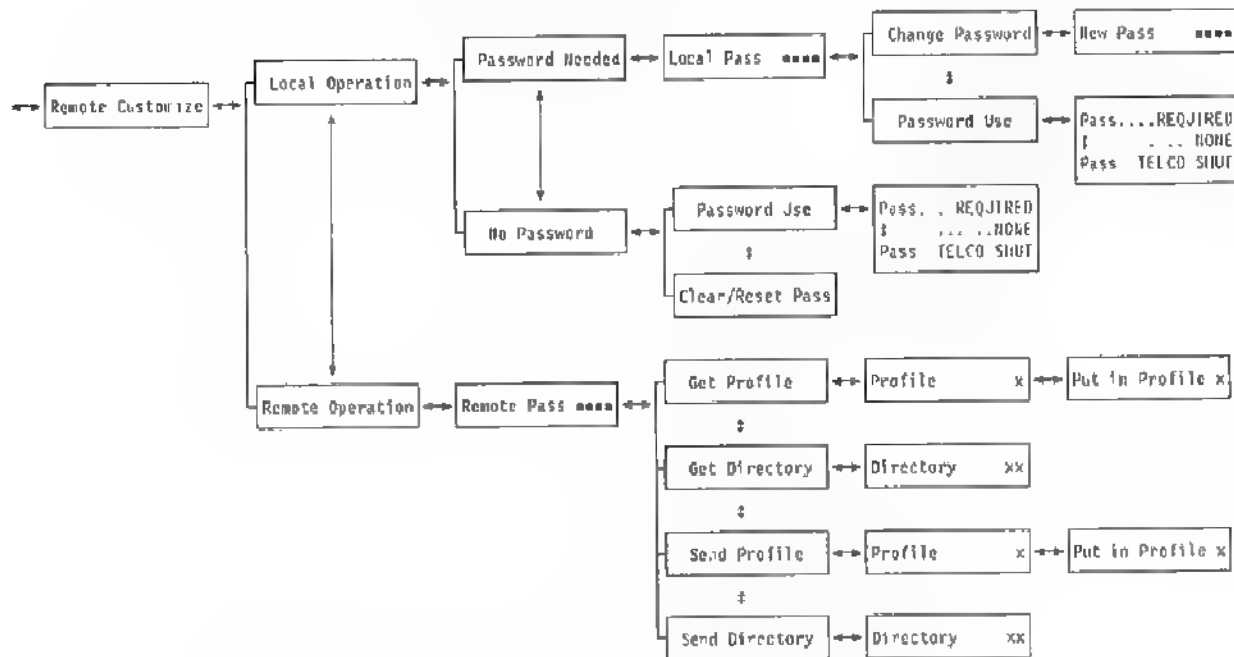 Change Password
New Pass ■■■■
Password Needed
Local Pass ■■■■
Local Operation
Remote Customize
Password Use
Pass....REQUIRED
↕ . .. NONE
Pass TELCO SHUT
Password Use
Pass. . REQUIRED
↕ ... ..NONE
Pass TELCO SHUT
No Password
Clear/Reset Pass
Get Profile
Profile x
Put in Profile x
Remote Operation
Remote Pass ■■■■
Get Directory
Directory xx
Send Profile
Profile x
Put in Profile x
Send Directory
Directory xx